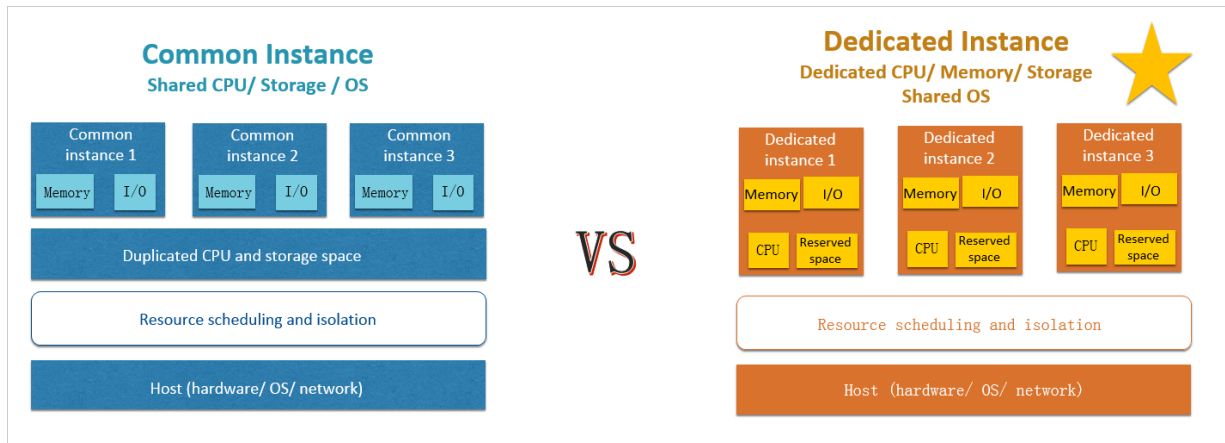 Common Instance
Shared CPU/ Storage / OS
Common
instance 1
Memory
I/O
Common
instance 2
Memory
I/O
Common
instance 3
Memory
I/O
Duplicated CPU and storage space
Resource scheduling and isolation
Host (hardware/ OS/ network)
VS
Dedicated Instance
Dedicated CPU/ Memory/ Storage
Shared OS
Dedicated
instance 1
Memory
I/O
CPU
Reserved
space
Dedicated
instance 2
Memory
I/O
CPU
Reserved
space
Dedicated
instance 3
Memory
I/O
CPU
Reserved
space
Resource scheduling and isolation
Host (hardware/ OS/ network)